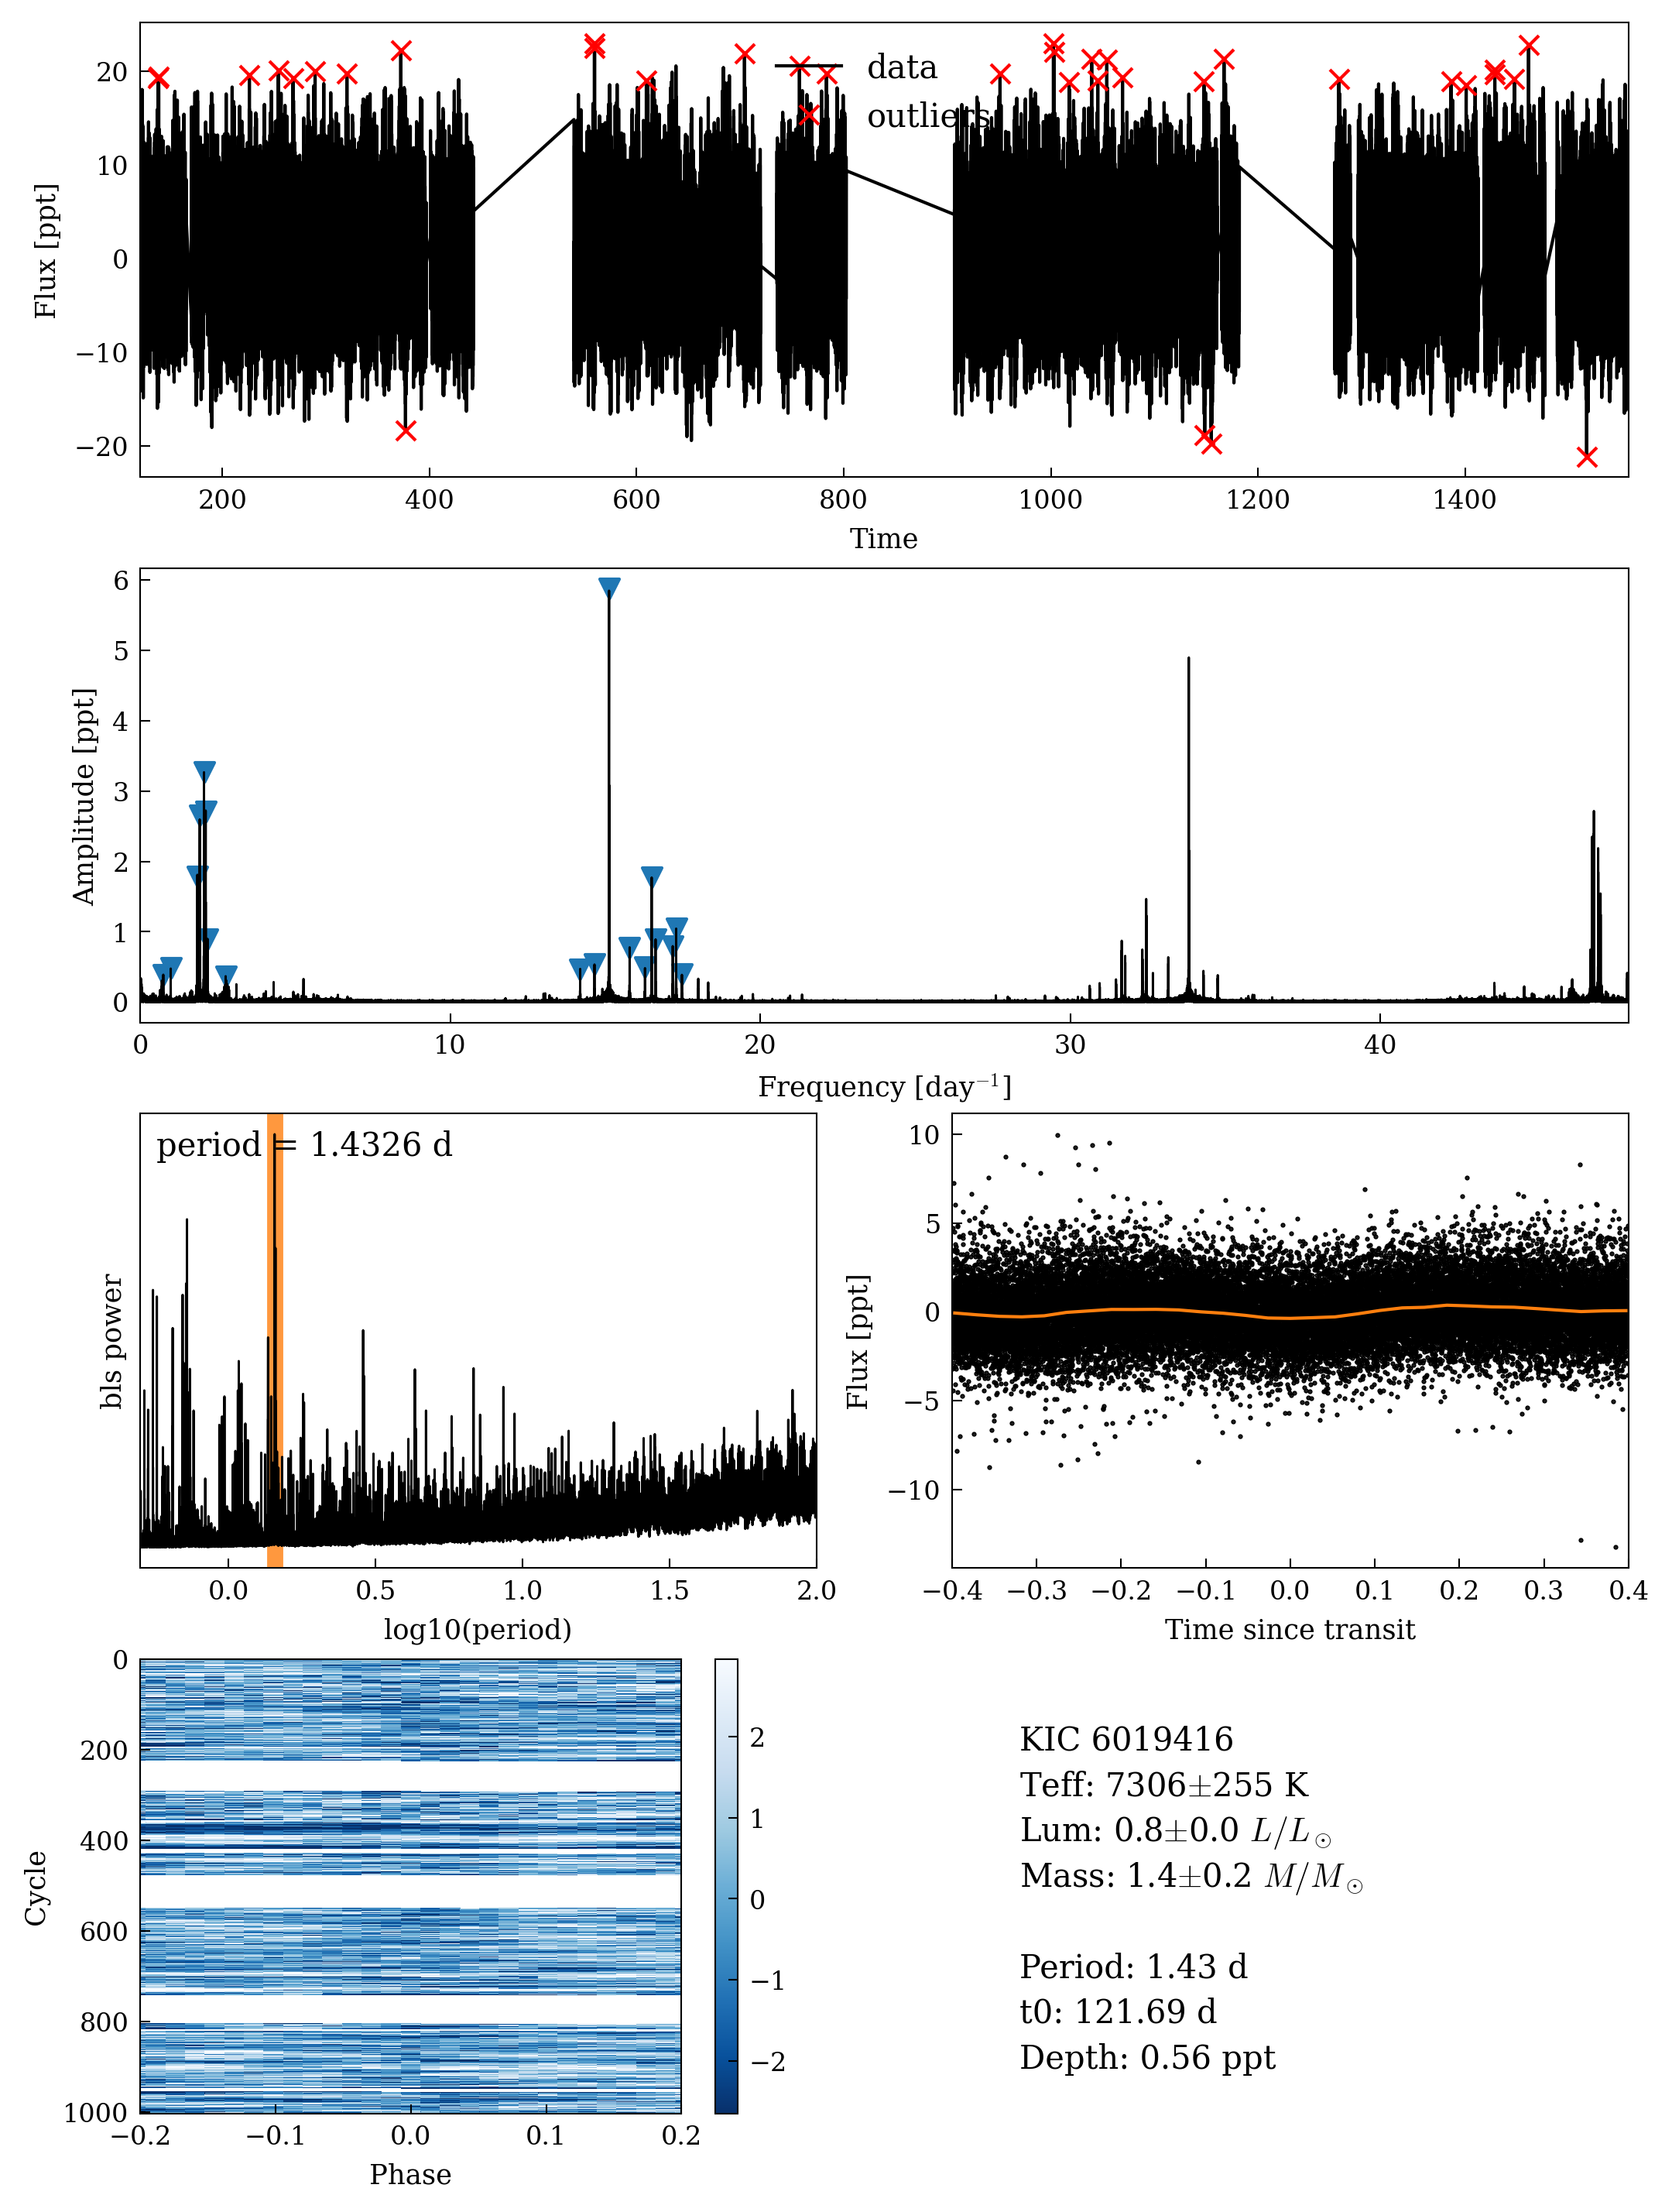 data
outliers
20
10
0
−10
−20
Flux [ppt]
200 400 600 800 1000 1200 1400
Time
6
5
4
3
2
1
0
Amplitude [ppt]
0 10 20 30 40
Frequency [day⁻¹]
period = 1.4326 d
bls power
0.0 0.5 1.0 1.5 2.0
log10(period)
10
5
0
−5
−10
Flux [ppt]
−0.4 −0.3 −0.2 −0.1 0.0 0.1 0.2 0.3 0.4
Time since transit
0
200
400
600
800
1000
Cycle
−0.2 −0.1 0.0 0.1 0.2
Phase
2
1
0
−1
−2
KIC 6019416
Teff: 7306±255 K
Lum: 0.8±0.0 L/L⊙
Mass: 1.4±0.2 M/M⊙
Period: 1.43 d
t0: 121.69 d
Depth: 0.56 ppt